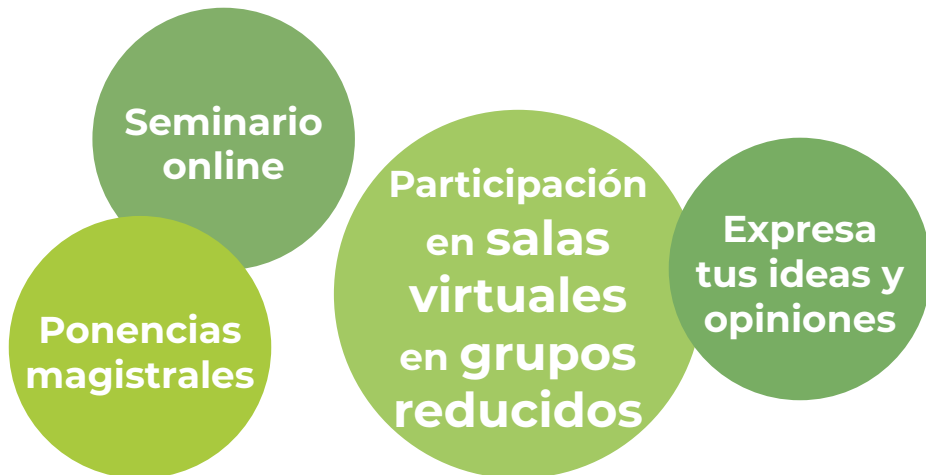 Seminario
online
Ponencias
magistrales
Participación
en salas
virtuales
en grupos
reducidos
Expresa
tus ideas y
opiniones